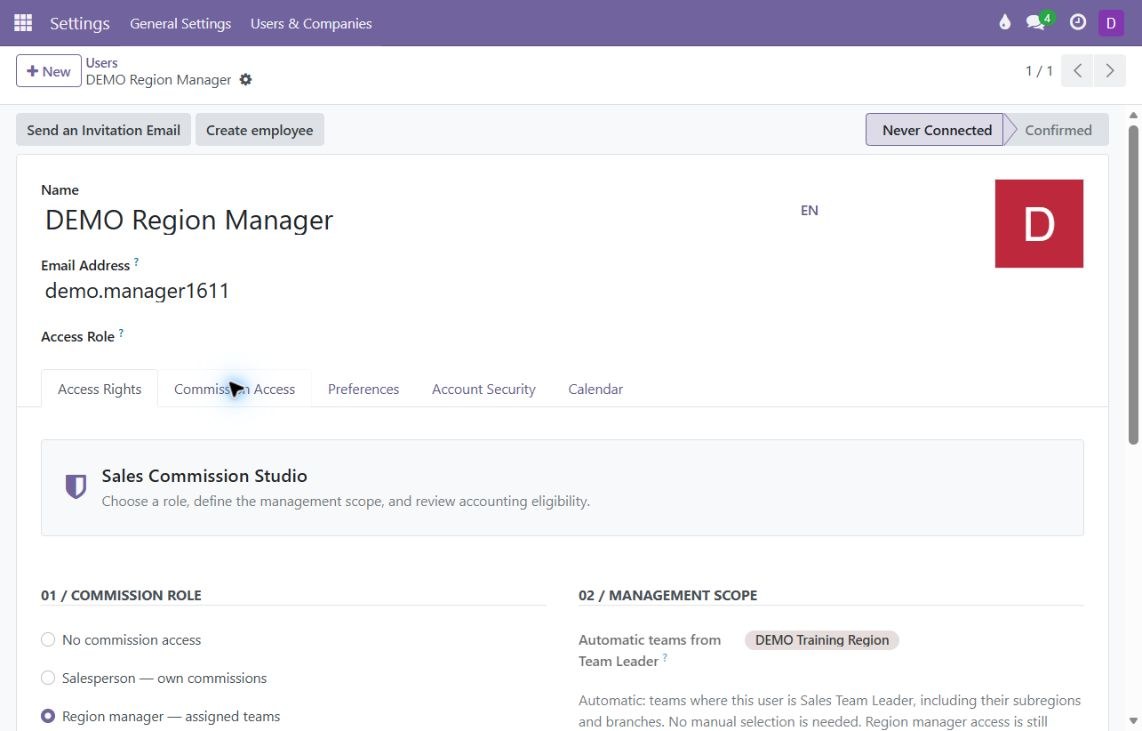 Settings General Settings Users & Companies 4 D
New Users 1 / 1
DEMO Region Manager
Send an Invitation Email Create employee Never Connected Confirmed
Name
DEMO Region Manager EN D
Email Address ?
demo.manager1611
Access Role ?
Access Rights Commission Access Preferences Account Security Calendar
Sales Commission Studio
Choose a role, define the management scope, and review accounting eligibility.
01 / COMMISSION ROLE
No commission access
Salesperson — own commissions
Region manager — assigned teams
02 / MANAGEMENT SCOPE
Automatic teams from DEMO Training Region
Team Leader ?
Automatic: teams where this user is Sales Team Leader, including their subregions
and branches. No manual selection is needed. Region manager access is still